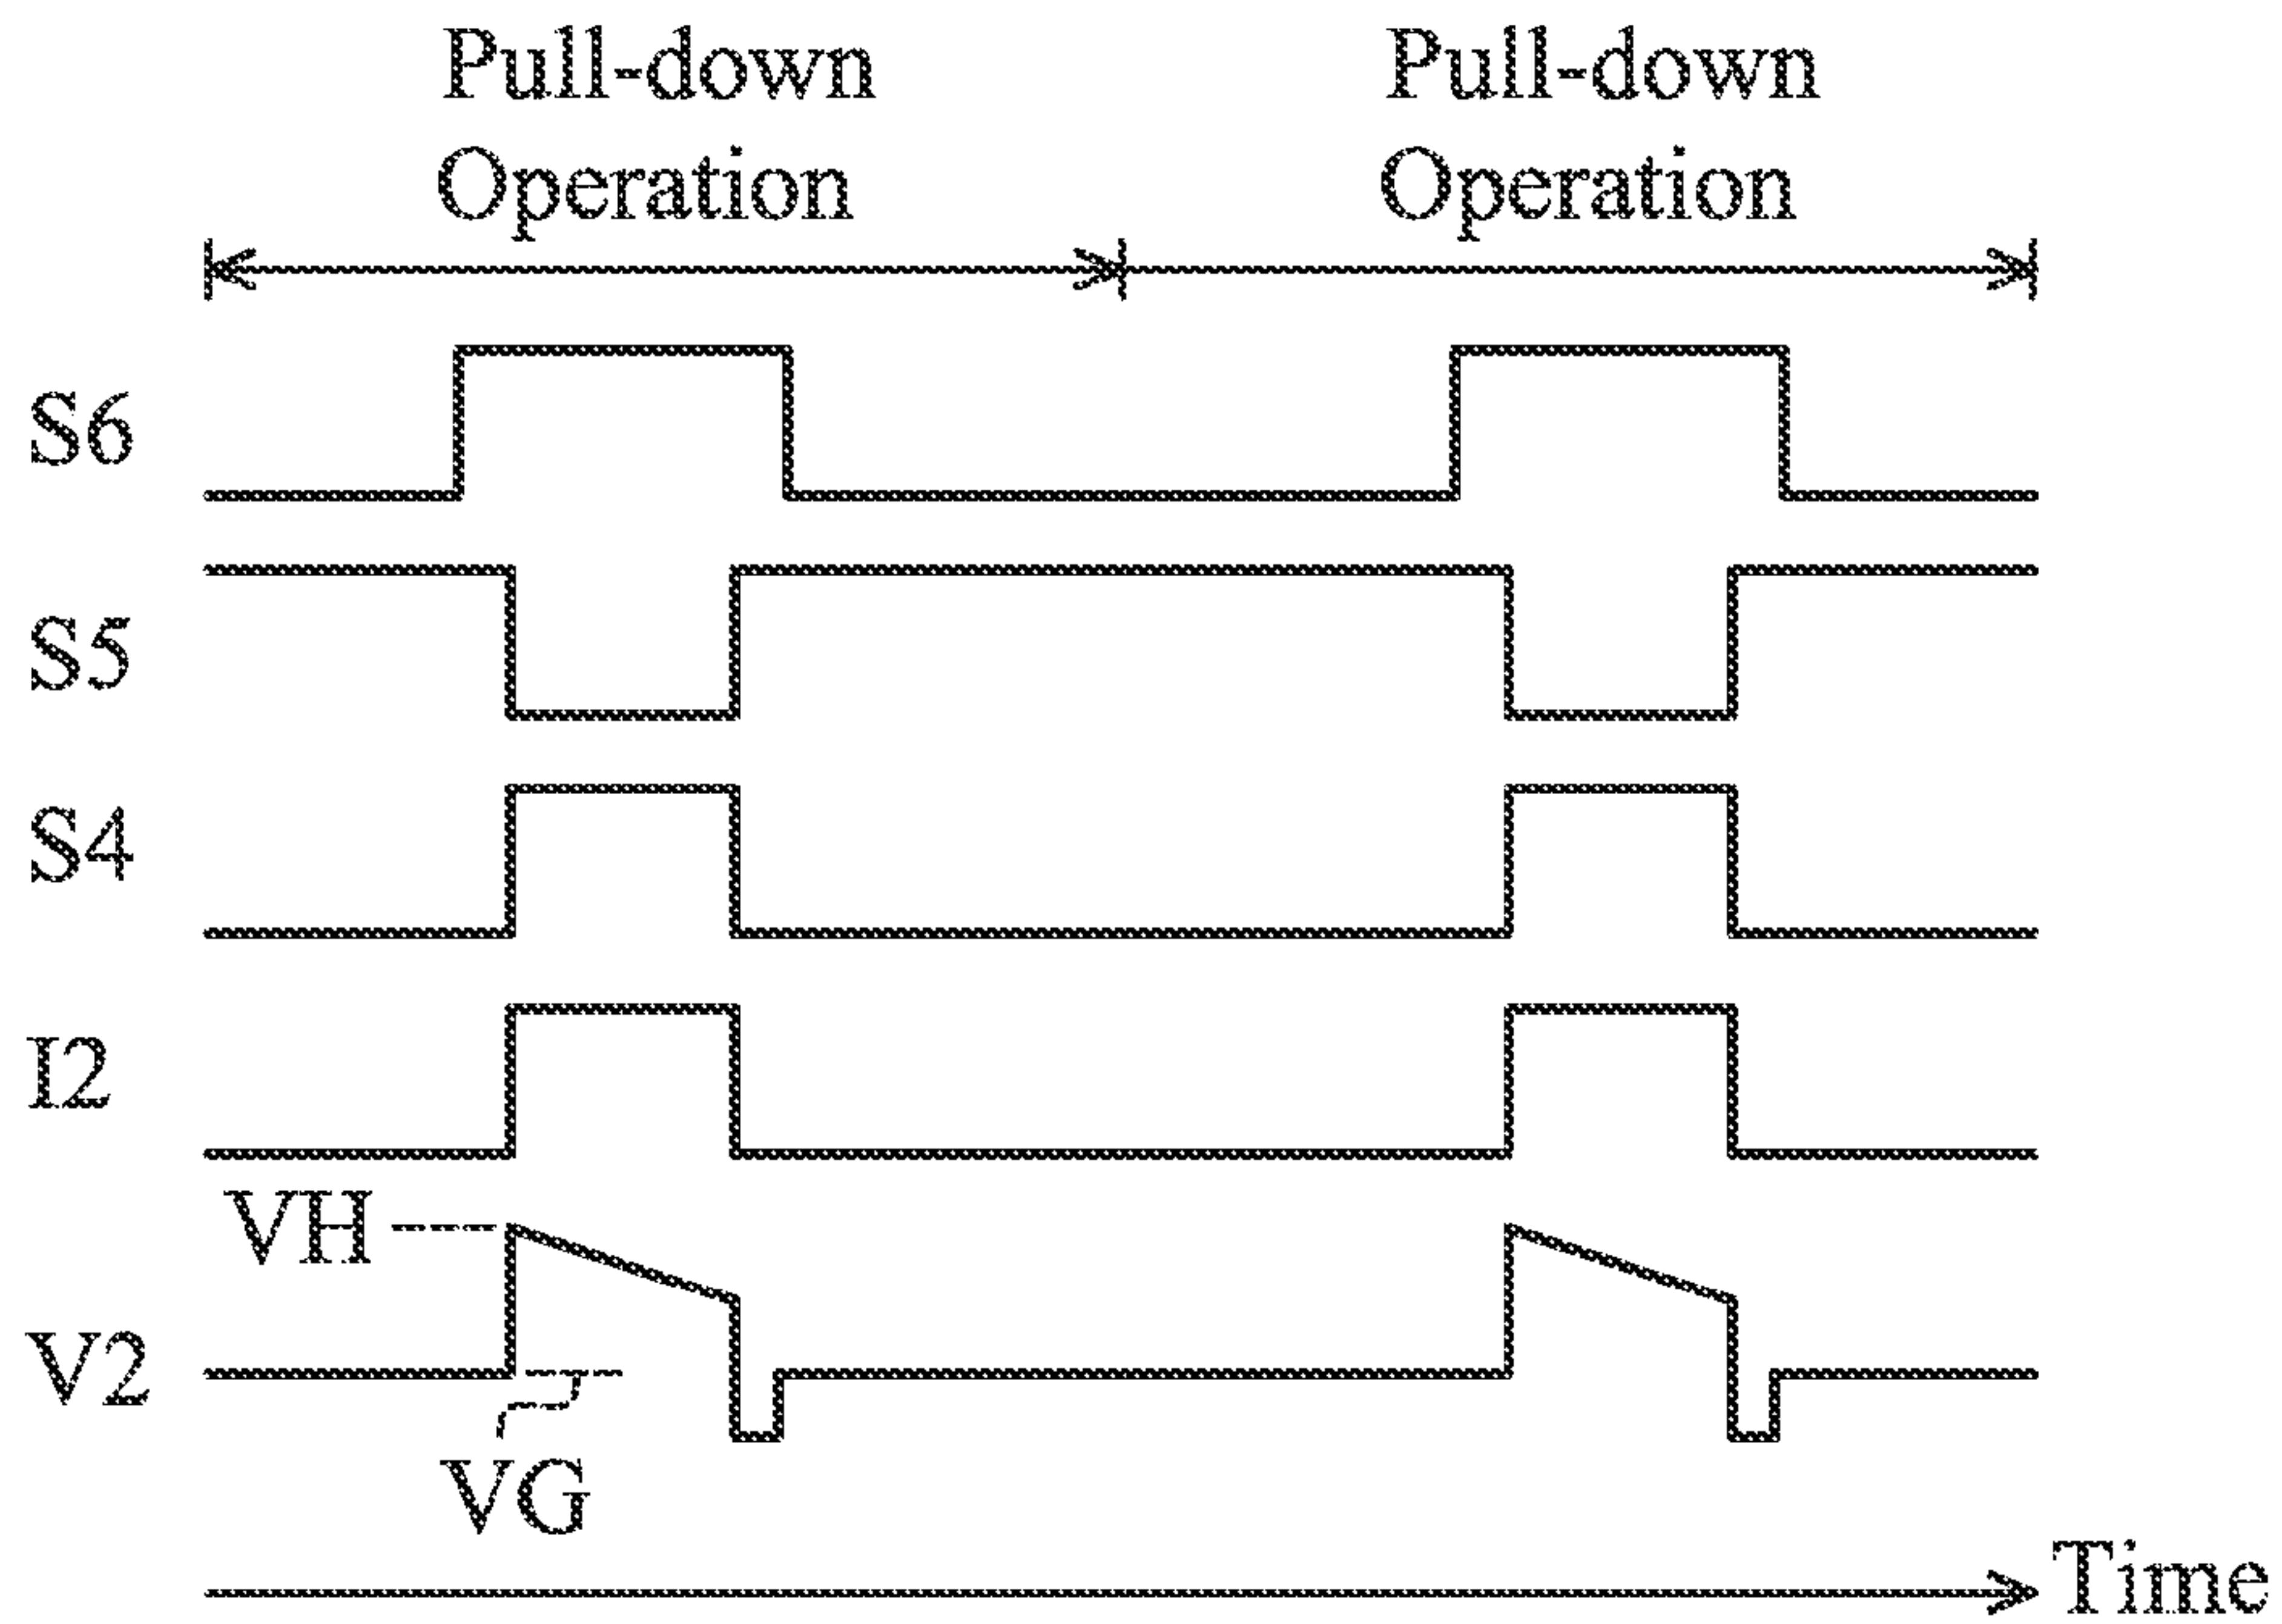 Pull-down
Operation
Pull-down
Operation
S6
S5
S4
I2
VH
V2
VG
Time